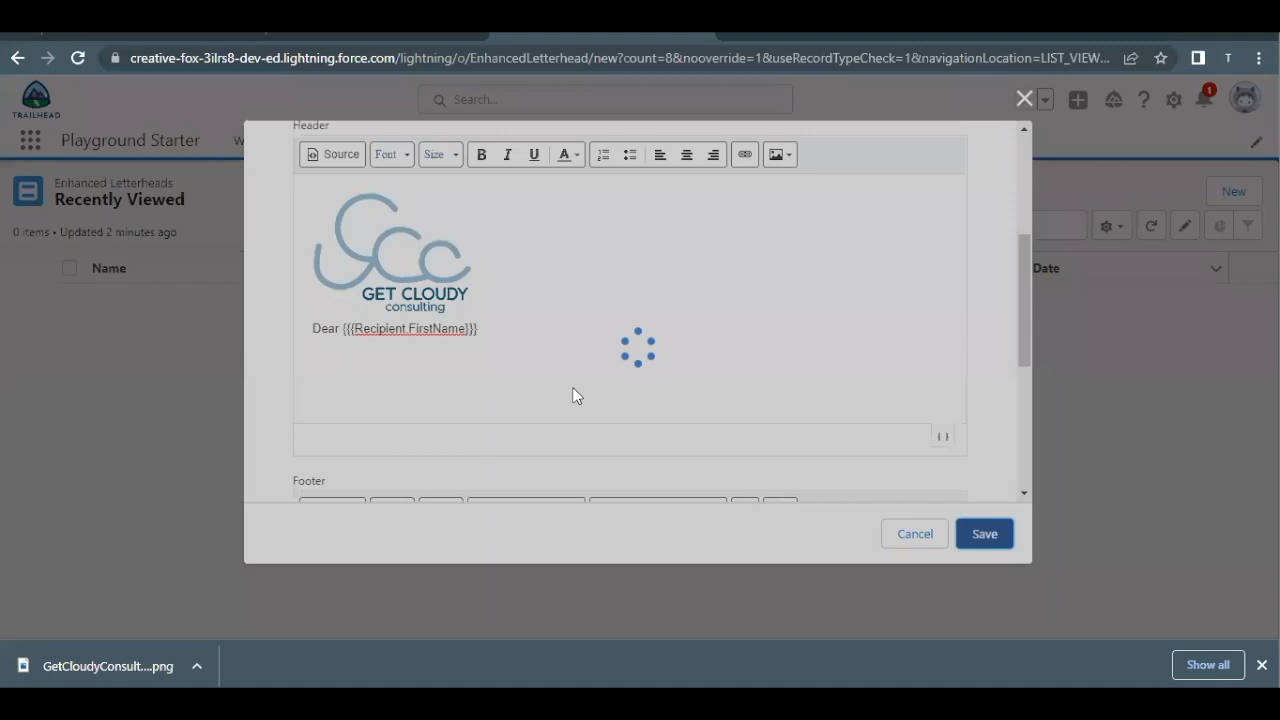 creative-fox-3ilrs8-dev-ed.lightning.force.com/lightning/o/EnhancedLetterhead/new?count=8&nooverride=1&useRecordTypeCheck=1&navigationLocation=LIST_VIEW...
T
TRAILHEAD
Search...
1
Playground Starter
W
Enhanced Letterheads
Recently Viewed
New
0 items • Updated 2 minutes ago
Name
Date
Header
Source
Font
Size
B I U A
GET CLOUDY
consulting
Dear {{{Recipient.FirstName}}}
{ }
Footer
Cancel
Save
GetCloudyConsult....png
Show all